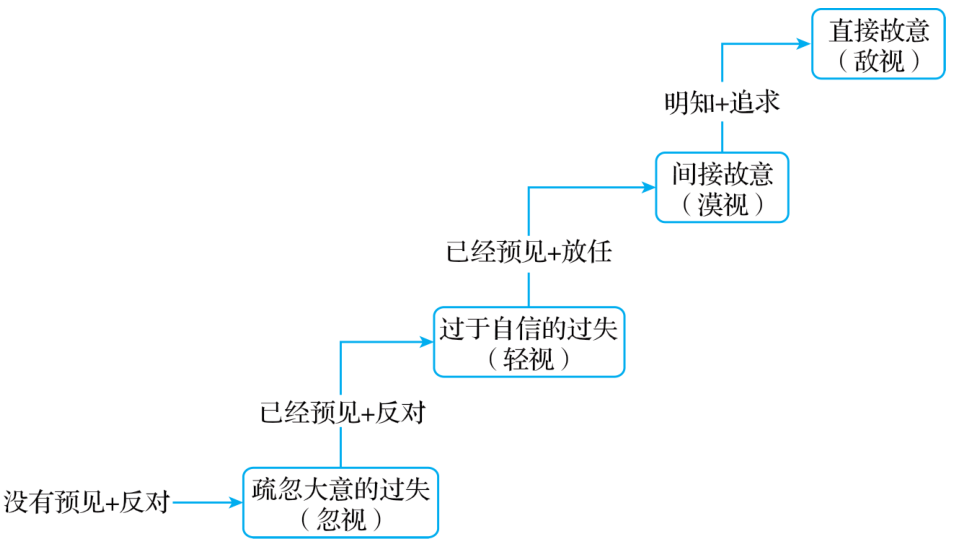 直接故意
（敌视）
明知+追求
间接故意
（漠视）
已经预见+放任
过于自信的过失
（轻视）
已经预见+反对
疏忽大意的过失
（忽视）
没有预见+反对